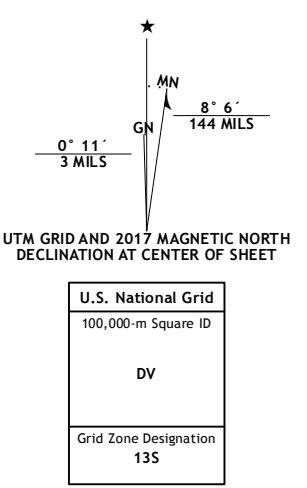 MN
8° 6´
144 MILS
GN
0° 11´
3 MILS
UTM GRID AND 2017 MAGNETIC NORTH
DECLINATION AT CENTER OF SHEET
U.S. National Grid
100,000-m Square ID
DV
Grid Zone Designation
13S